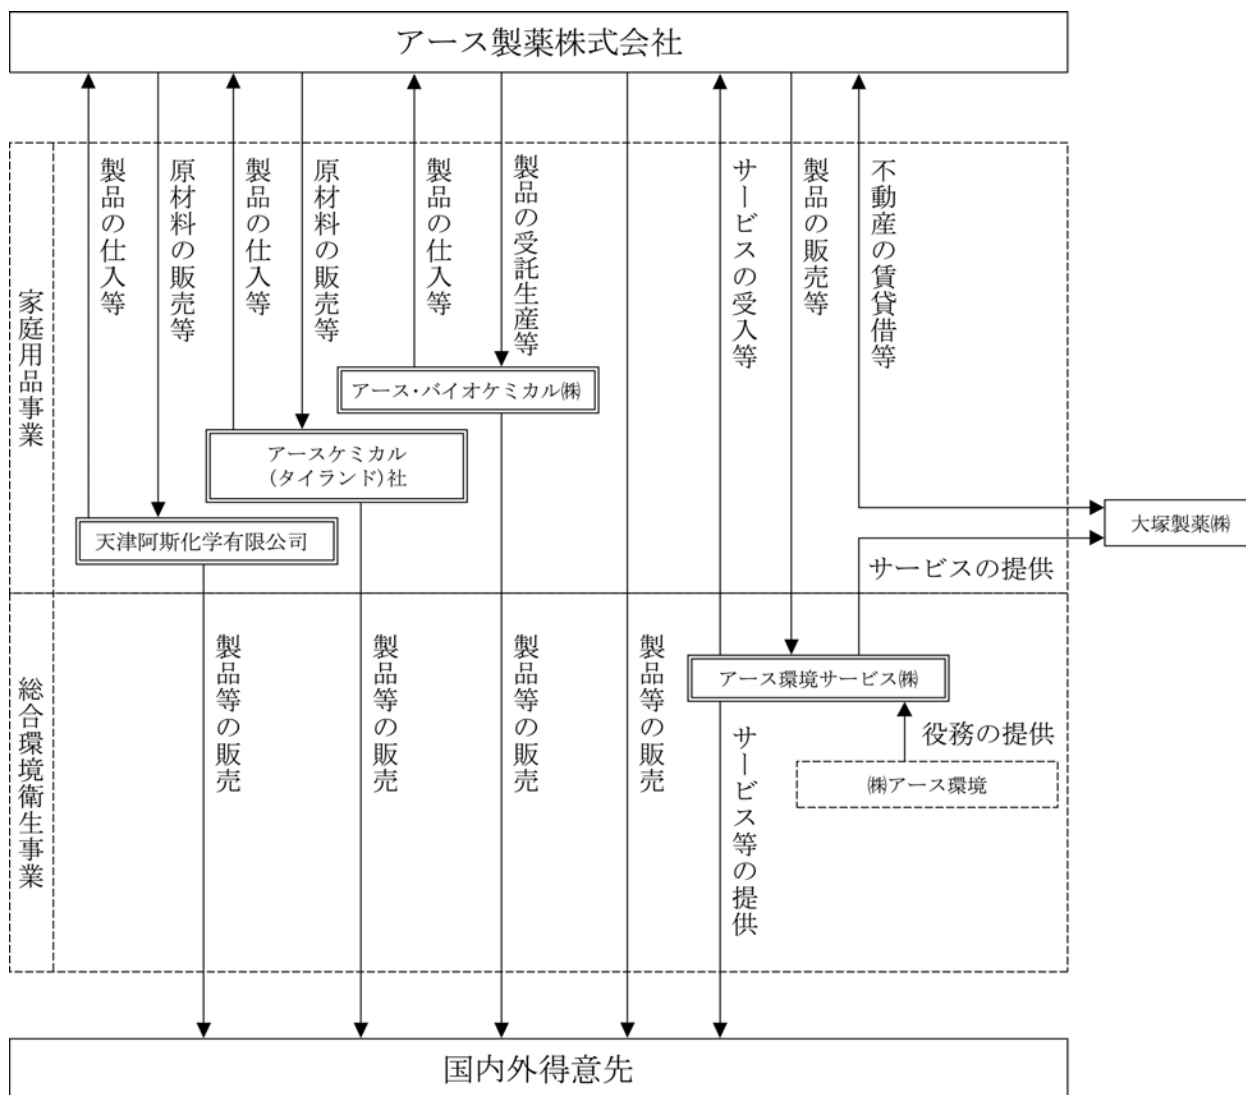 アース製薬株式会社
製品の仕入等
原材料の販売等
製品の仕入等
原材料の販売等
製品の仕入等
製品の受託生産等
サービスの受入等
製品の販売等
不動産の賃貸借等
家庭用品事業
アース・バイオケミカル㈱
アースケミカル
(タイランド)社
天津阿斯化学有限公司
大塚製薬㈱
サービスの提供
総合環境衛生事業
製品等の販売
製品等の販売
製品等の販売
製品等の販売
アース環境サービス㈱
サービス等の提供
役務の提供
㈱アース環境
国内外得意先